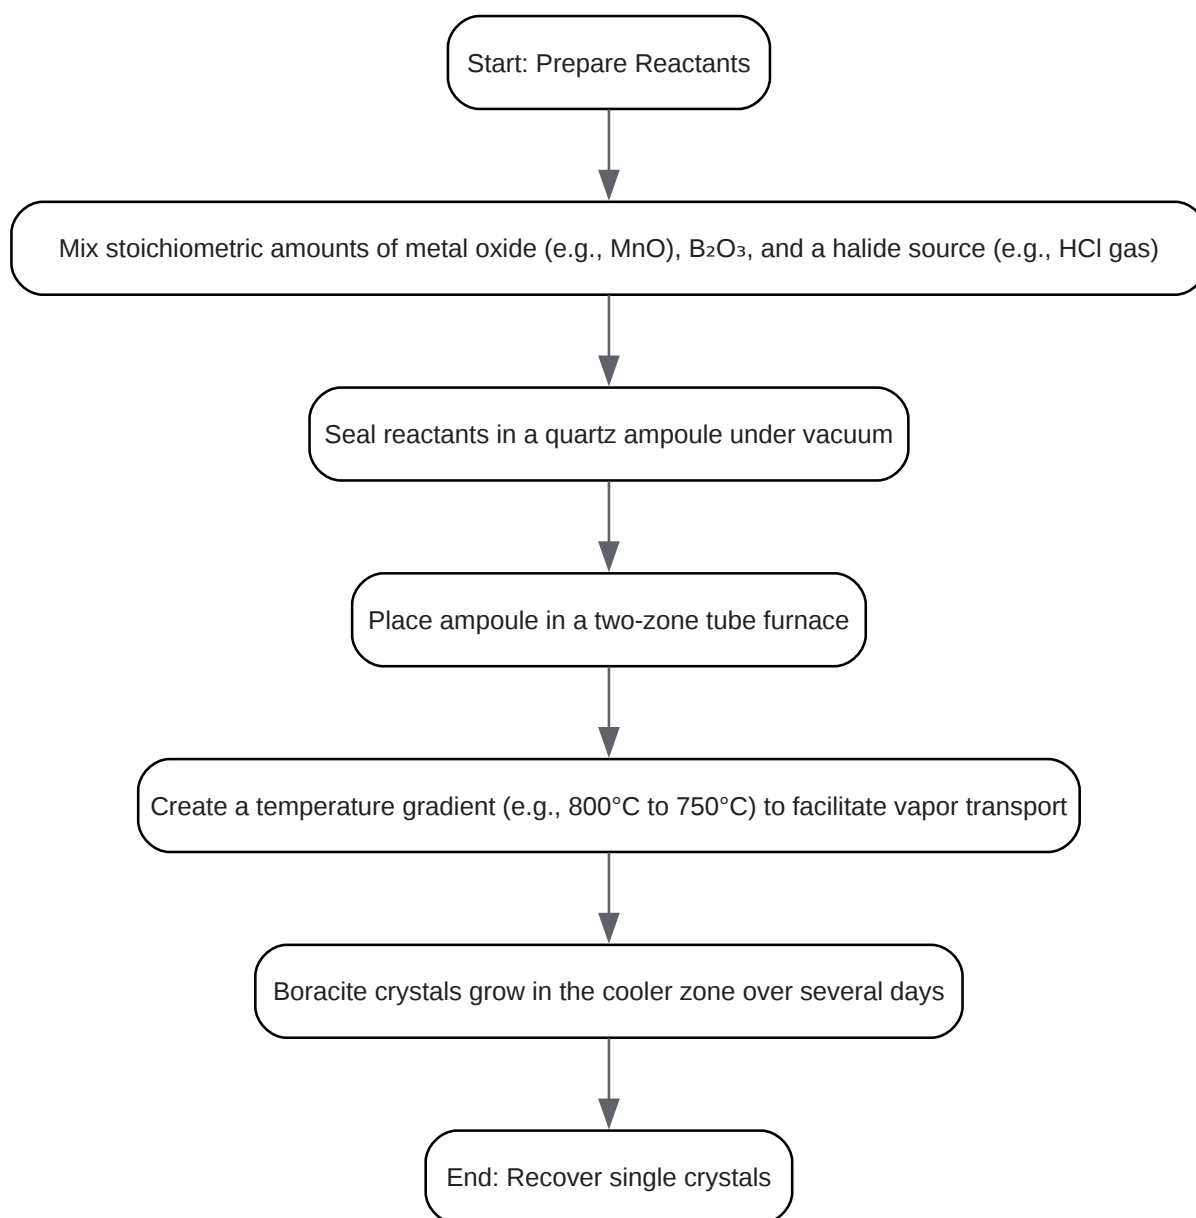 Start: Prepare Reactants
Mix stoichiometric amounts of metal oxide (e.g., MnO), B₂O₃, and a halide source (e.g., HCl gas)
Seal reactants in a quartz ampoule under vacuum
Place ampoule in a two-zone tube furnace
Create a temperature gradient (e.g., 800°C to 750°C) to facilitate vapor transport
Boracite crystals grow in the cooler zone over several days
End: Recover single crystals